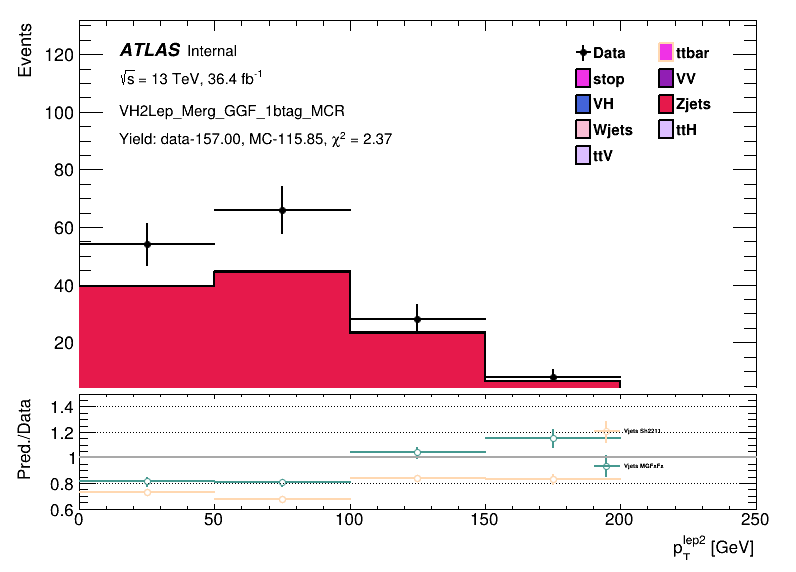 Events
120
100
80
60
40
20
ATLAS Internal
√s = 13 TeV, 36.4 fb⁻¹
VH2Lep_Merg_GGF_1btag_MCR
Yield: data-157.00, MC-115.85, χ² = 2.37
Data
ttbar
stop
VV
VH
Zjets
Wjets
ttH
ttV
Pred./Data
1.4
1.2
1
0.8
0.6
Vjets Sh2211
Vjets MGFxFx
0 50 100 150 200 250
p_T^lep2 [GeV]